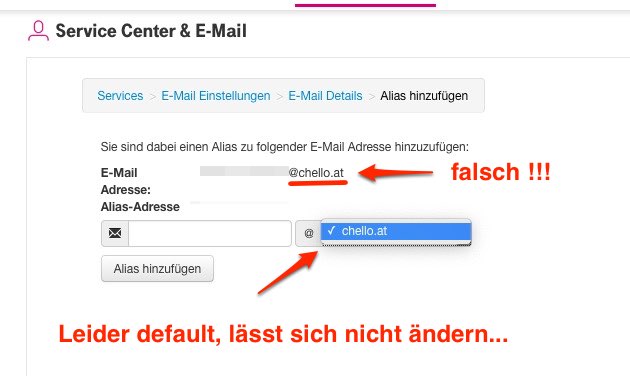 Service Center & E-Mail
Services > E-Mail Einstellungen > E-Mail Details > Alias hinzufügen
Sie sind dabei einen Alias zu folgender E-Mail Adresse hinzuzufügen:
E-Mail @chello.at falsch !!!
Adresse:
Alias-Adresse
@ ✓ chello.at
Alias hinzufügen
Leider default, lässt sich nicht ändern...